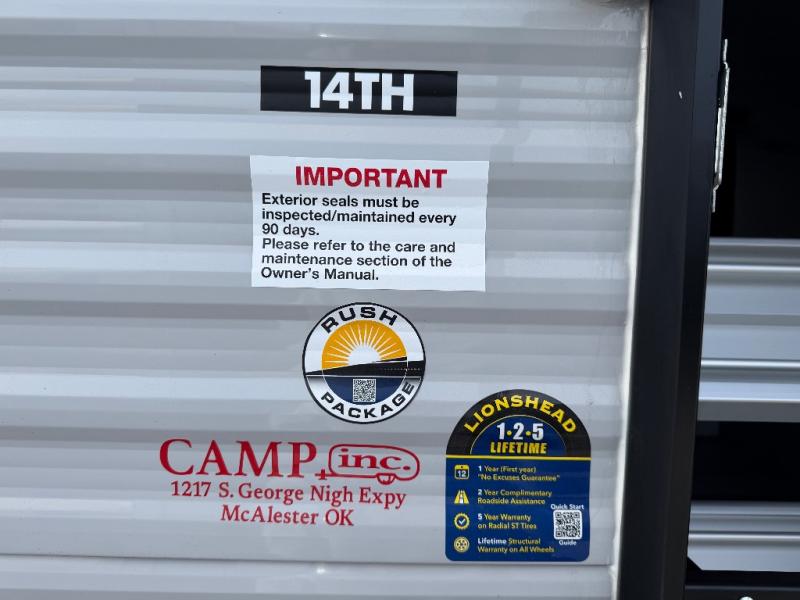 14TH
IMPORTANT
Exterior seals must be
inspected/maintained every
90 days.
Please refer to the care and
maintenance section of the
Owner's Manual.
RUSH
PACKAGE
LIONSHEAD
1·2·5
LIFETIME
12
1 Year (First year)
"No Excuses Guarantee"
2 Year Complimentary
Roadside Assistance
5 Year Warranty
on Radial ST Tires
Lifetime Structural
Warranty on All Wheels
Quick Start
Guide
CAMP, inc.
1217 S. George Nigh Expy
McAlester OK